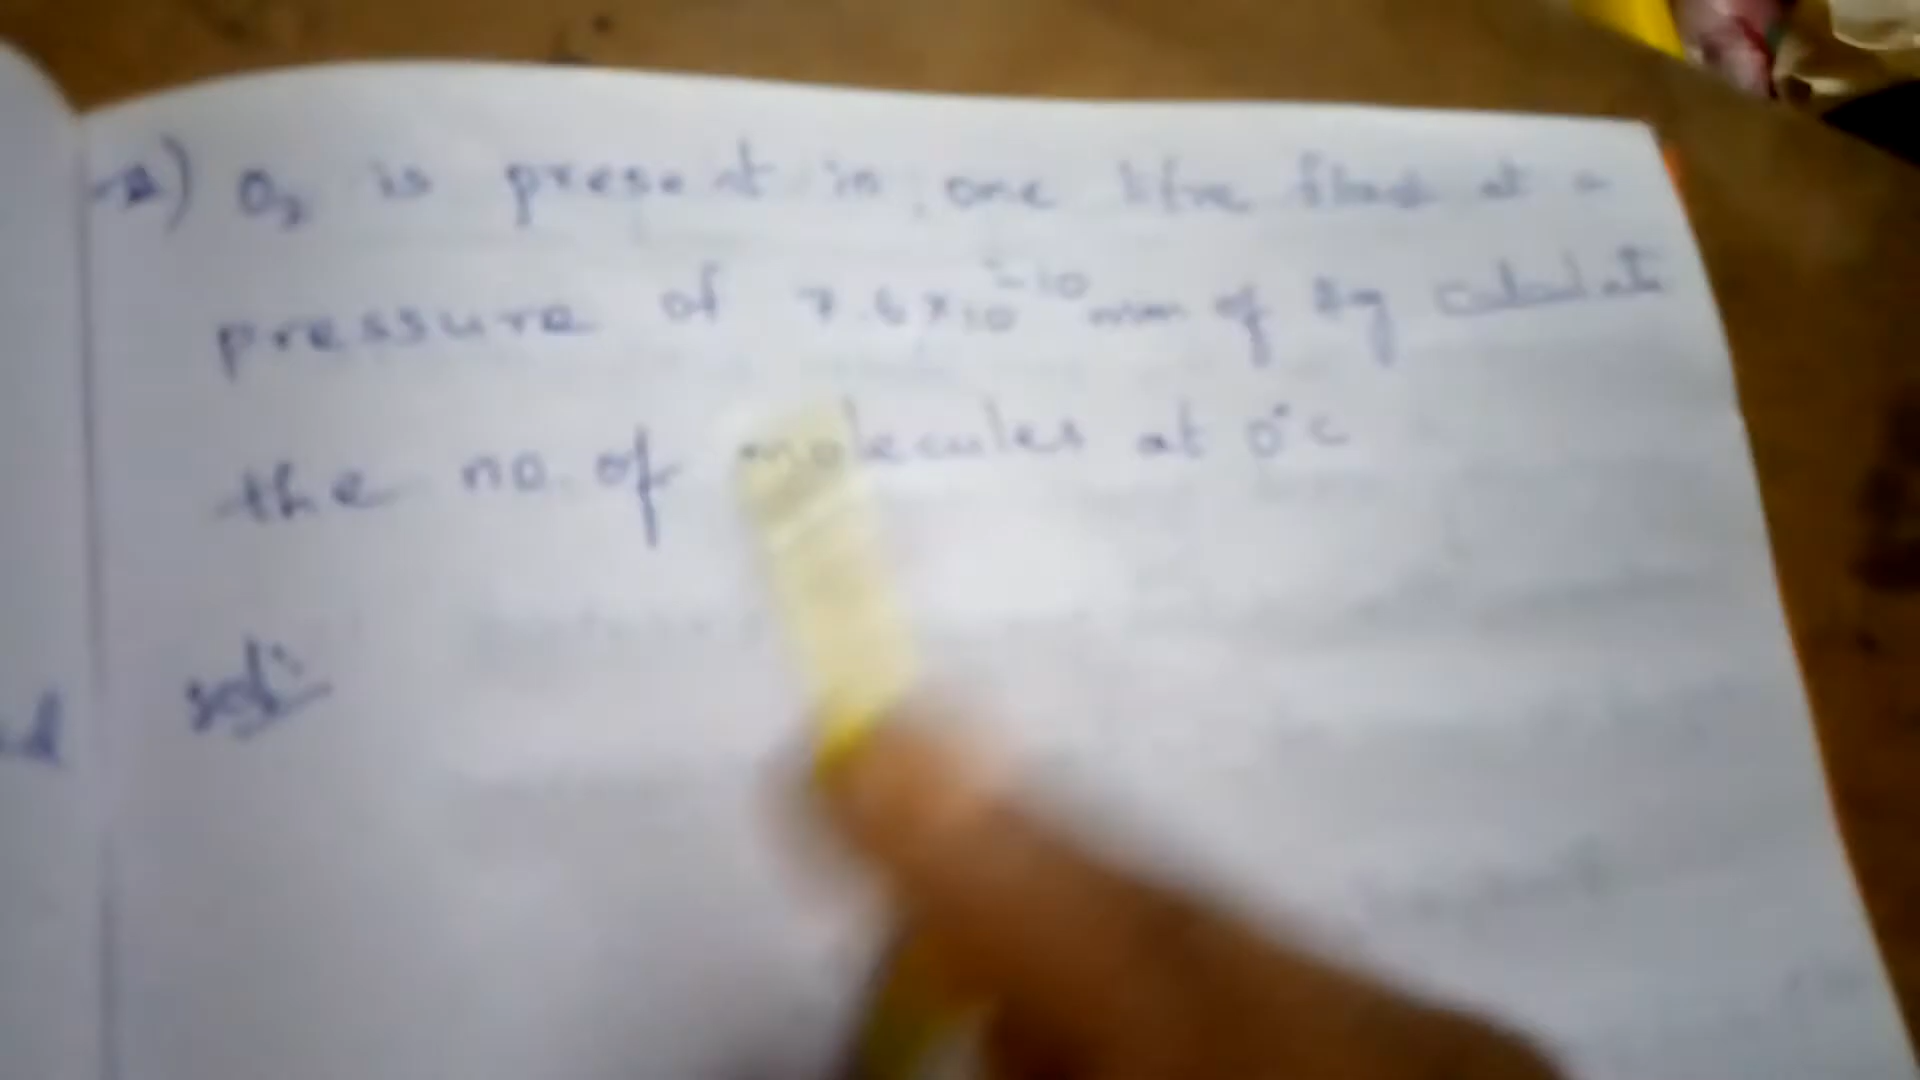 2) O₂ is present in one litre flask at a
pressure of 7.6×10⁻¹⁰ mm of Hg calculate
the no. of molecules at 0°c
sol: